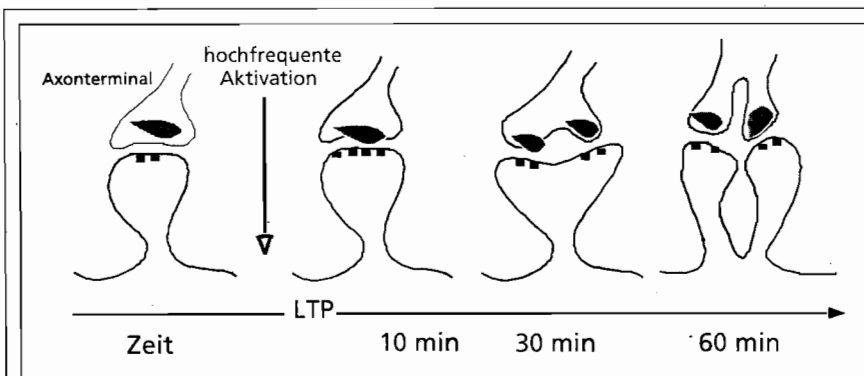 hochfrequente
Axonterminal
Aktivation
LTP
Zeit
10 min
30 min
60 min